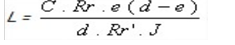 L = C . Rr . e ( d – e ) / d . Rr' . J